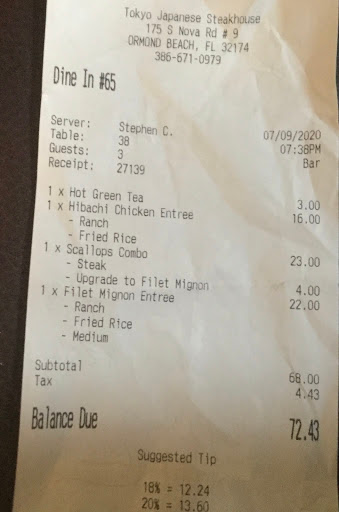 Tokyo Japanese Steakhouse
175 S Nova Rd # 9
ORMOND BEACH, FL 32174
386-671-0979
Dine In #65
Server: Stephen C. 07/09/2020
Table: 38 07:38PM
Guests: 3 Bar
Receipt: 27139
1 x Hot Green Tea 3.00
1 x Hibachi Chicken Entree 16.00
- Ranch
- Fried Rice
1 x Scallops Combo 23.00
- Steak
- Upgrade to Filet Mignon 4.00
1 x Filet Mignon Entree 22.00
- Ranch
- Fried Rice
- Medium
Subtotal 68.00
Tax 4.43
Balance Due 72.43
Suggested Tip
18% = 12.24
20% = 13.60